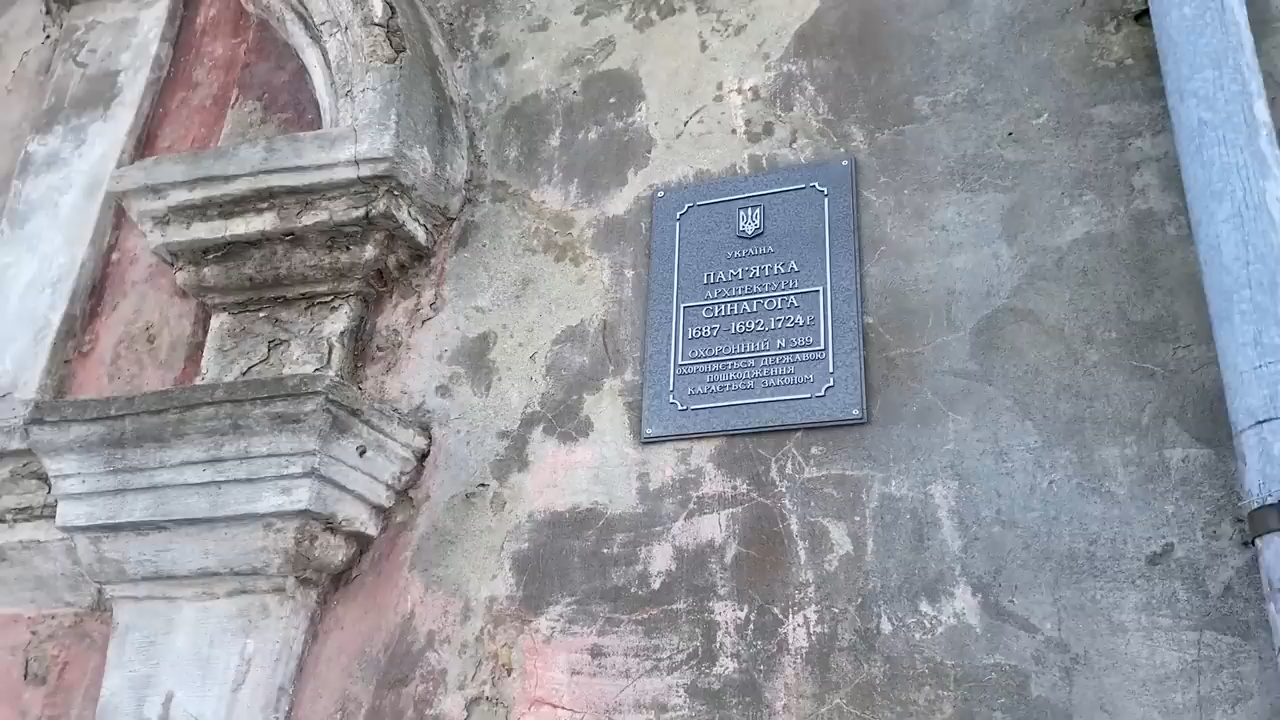 УКРАЇНА
ПАМ'ЯТКА
АРХІТЕКТУРИ
СИНАГОГА
1687-1692,1724 р.
ОХОРОННИЙ N 389
ОХОРОНЯЄТЬСЯ ДЕРЖАВОЮ
ПОШКОДЖЕННЯ
КАРАЄТЬСЯ ЗАКОНОМ